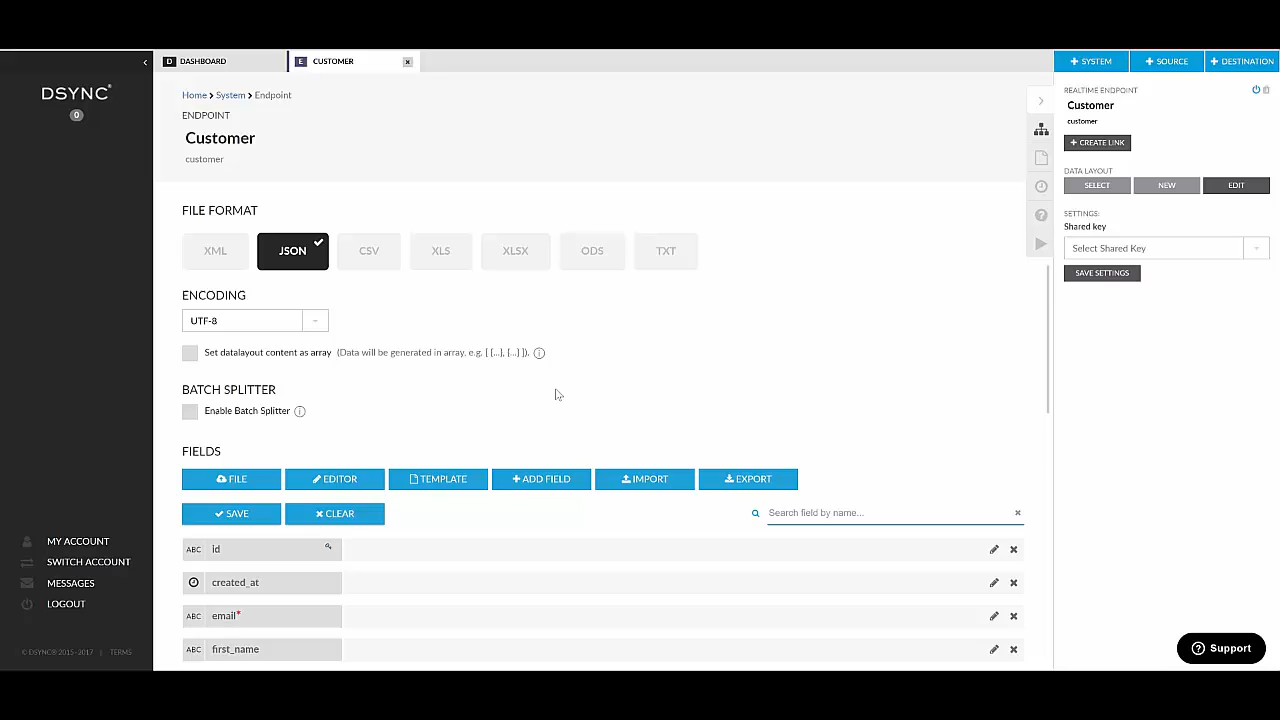 DSYNC®
0
MY ACCOUNT
SWITCH ACCOUNT
MESSAGES
LOGOUT
© DSYNC® 2015-2017 | TERMS
D DASHBOARD
E CUSTOMER
Home > System > Endpoint
ENDPOINT
Customer
customer
FILE FORMAT
XML JSON CSV XLS XLSX ODS TXT
ENCODING
UTF-8
Set datalayout content as array (Data will be generated in array. e.g. [ {...}, {...} ]).
BATCH SPLITTER
Enable Batch Splitter
FIELDS
FILE EDITOR TEMPLATE + ADD FIELD IMPORT EXPORT
SAVE CLEAR
Search field by name...
ABC id
created_at
ABC email*
ABC first_name
+ SYSTEM + SOURCE + DESTINATION
REALTIME ENDPOINT
Customer
customer
+ CREATE LINK
DATA LAYOUT
SELECT NEW EDIT
SETTINGS:
Shared key
Select Shared Key
SAVE SETTINGS
Support